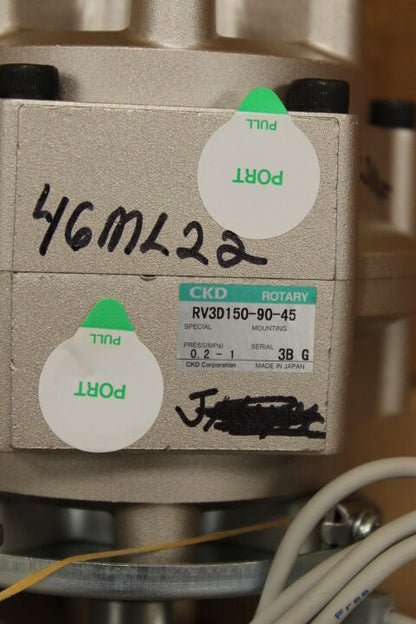 PULL
PORT
46ML22
CKD ROTARY
RV3D150-90-45
SPECIAL MOUNTING
PRESS(MPa) SERIAL
0.2 - 1 3B G
CKD Corporation MADE IN JAPAN
PULL
PORT
J
Free